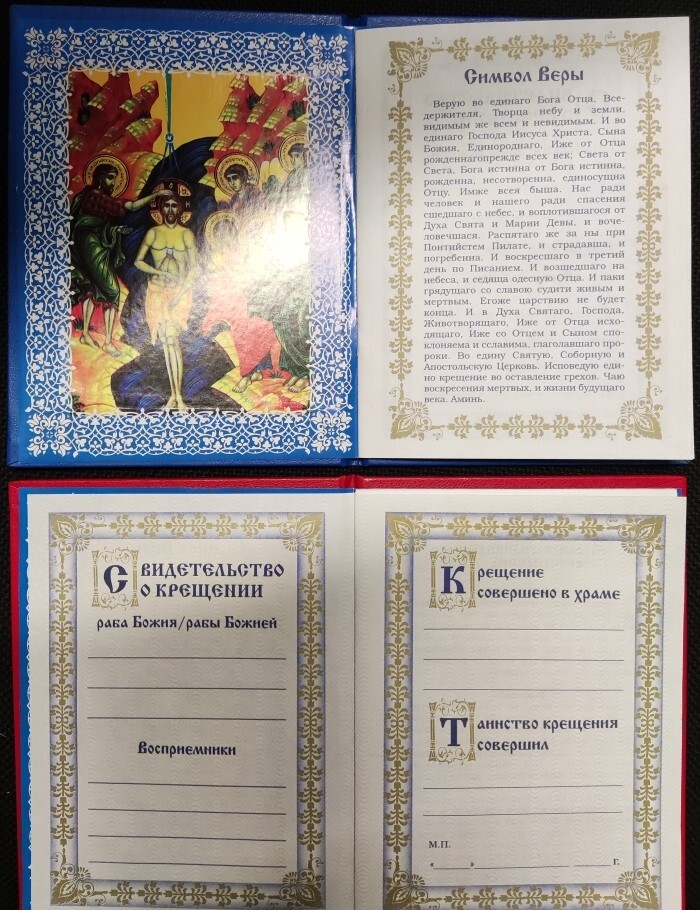 Символ Веры
Верую во единаго Бога Отца, Все-
держителя, Творца небу и земли,
видимым же всем и невидимым. И во
единаго Господа Иисуса Христа, Сына
Божия, Единороднаго, Иже от Отца
рожденнагопрежде всех век; Света от
Света, Бога истинна от Бога истинна,
рожденна, несотворенна, единосущна
Отцу, Имже вся быша. Нас ради
человек и нашего ради спасения
сшедшаго с небес, и воплотившагося от
Духа Свята и Марии Девы, и воче-
ловечшася. Распятаго же за ны при
Понтийстем Пилате, и страдавша, и
погребенна. И воскресшаго в третий
день по Писанием. И возшедшаго на
небеса, и седяща одесную Отца. И паки
грядущаго со славою судити живым и
мертвым, Егоже царствию не будет
конца. И в Духа Святаго, Господа,
Животворящаго, Иже от Отца исхо-
дящаго, Иже со Отцем и Сыном спо-
клоняема и сславима, глаголавшаго про-
роки. Во едину Святую, Соборную и
Апостольскую Церковь. Исповедую еди-
но крещение во оставление грехов. Чаю
воскресения мертвых, и жизни будущаго
века. Аминь.
Свидетельство
о крещении
раба Божия/рабы Божией
Восприемники
Крещение
совершено в храме
Таинство крещения
совершил
М.П.
« » г.